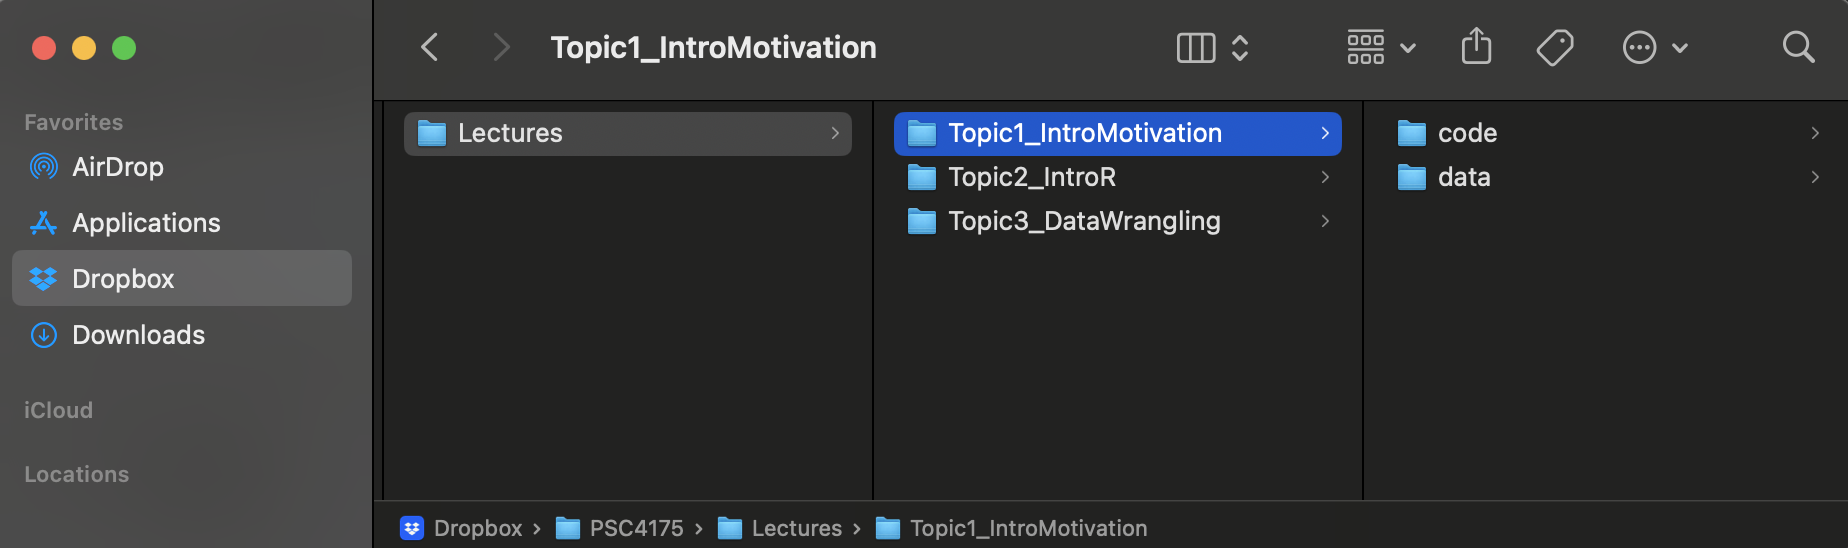 Topic1_IntroMotivation
Favorites
AirDrop
Applications
Dropbox
Downloads
iCloud
Locations
Lectures
Topic1_IntroMotivation
Topic2_IntroR
Topic3_DataWrangling
code
data
Dropbox › PSC4175 › Lectures › Topic1_IntroMotivation